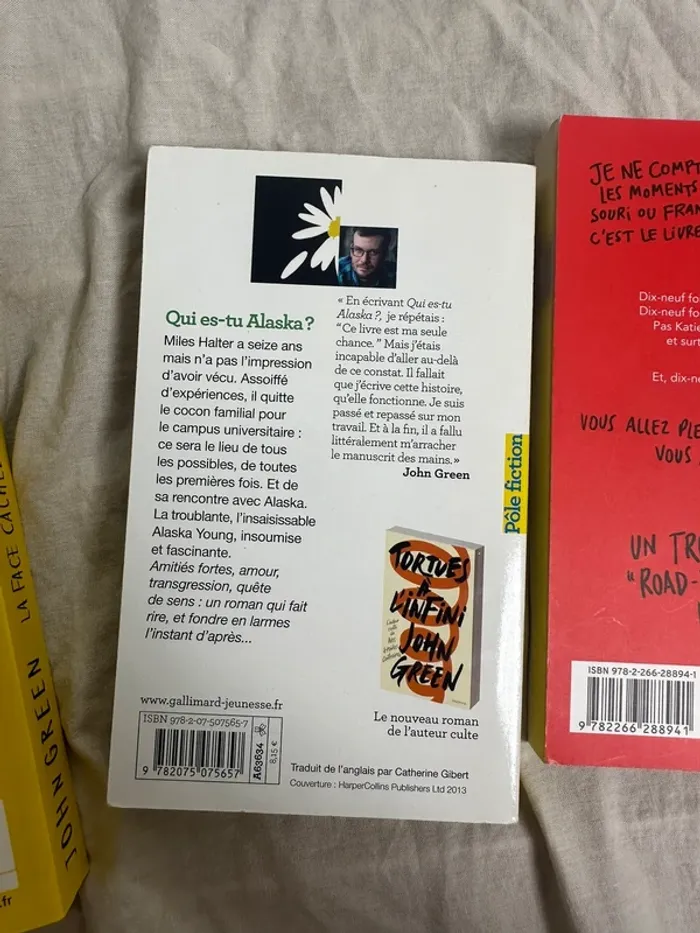 Qui es-tu Alaska ?
Miles Halter a seize ans
mais n'a pas l'impression
d'avoir vécu. Assoiffé
d'expériences, il quitte
le cocon familial pour
le campus universitaire :
ce sera le lieu de tous
les possibles, de toutes
les premières fois. Et de
sa rencontre avec Alaska.
La troublante, l'insaisissable
Alaska Young, insoumise
et fascinante.
Amitiés fortes, amour,
transgression, quête
de sens : un roman qui fait
rire, et fondre en larmes
l'instant d'après...
« En écrivant Qui es-tu
Alaska ?, je répétais :
“Ce livre est ma seule
chance.” Mais j'étais
incapable d'aller au-delà
de ce constat. Il fallait
que j'écrive cette histoire,
qu'elle fonctionne. Je suis
passé et repassé sur mon
travail. Et à la fin, il a fallu
littéralement m'arracher
le manuscrit des mains. »
John Green
Pôle fiction
TORTUES
À
L'INFINI
JOHN
GREEN
Le nouveau roman
de l'auteur culte
www.gallimard-jeunesse.fr
ISBN 978-2-07-507565-7
9 782075 075657
A63634
8,15 €
Traduit de l'anglais par Catherine Gibert
Couverture : HarperCollins Publishers Ltd 2013
JOHN GREEN LA FACE CACHÉE
.fr
JE NE COMPT
LES MOMENTS
SOURI OU FRAN
C'EST LE LIVRE
Dix-neuf fo
Dix-neuf fo
Pas Katie
et surt
Et, dix-n
VOUS ALLEZ PLE
VOUS
UN TR
"ROAD-
ISBN 978-2-266-28894-1
9 782266 288941